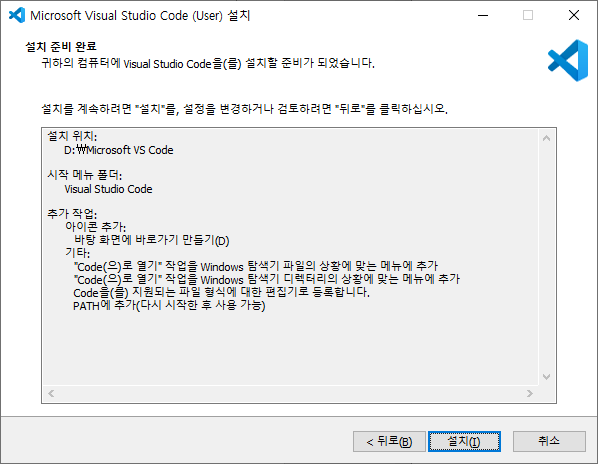 Microsoft Visual Studio Code (User) 설치
설치 준비 완료
귀하의 컴퓨터에 Visual Studio Code을(를) 설치할 준비가 되었습니다.
설치를 계속하려면 "설치"를, 설정을 변경하거나 검토하려면 "뒤로"를 클릭하십시오.
설치 위치:
D:₩Microsoft VS Code
시작 메뉴 폴더:
Visual Studio Code
추가 작업:
아이콘 추가:
바탕 화면에 바로가기 만들기(D)
기타:
"Code(으)로 열기" 작업을 Windows 탐색기 파일의 상황에 맞는 메뉴에 추가
"Code(으)로 열기" 작업을 Windows 탐색기 디렉터리의 상황에 맞는 메뉴에 추가
Code을(를) 지원되는 파일 형식에 대한 편집기로 등록합니다.
PATH에 추가(다시 시작한 후 사용 가능)
< 뒤로(B) 설치(I) 취소